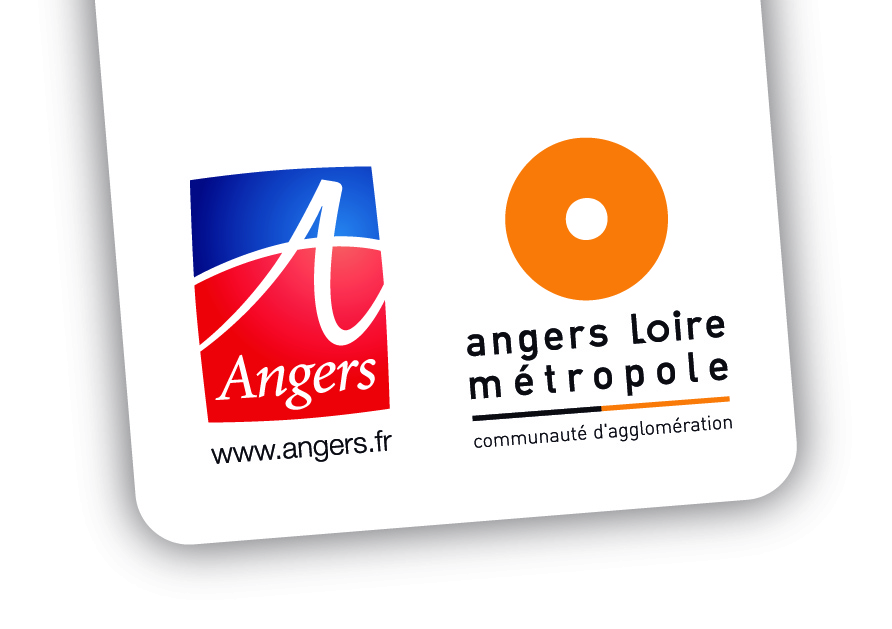 A
Angers
www.angers.fr
angers Loire
métropole
communauté d'agglomération